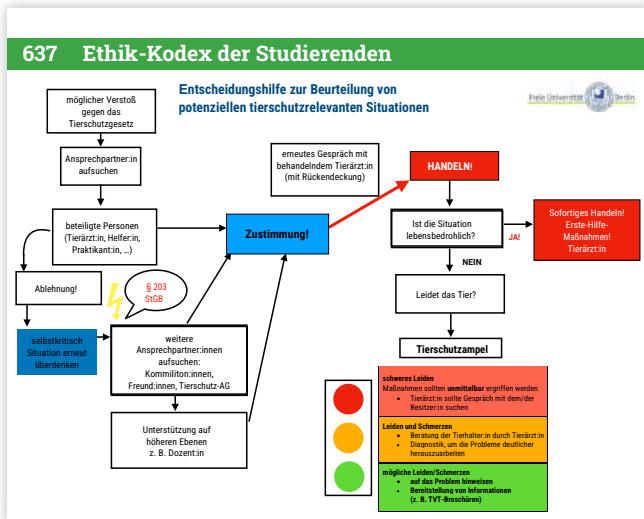 637 Ethik-Kodex der Studierenden
Entscheidungshilfe zur Beurteilung von
potenziellen tierschutzrelevanten Situationen
Freie Universität Berlin
möglicher Verstoß
gegen das
Tierschutzgesetz
Ansprechpartner:in
aufsuchen
beteiligte Personen
(Tierärzt:in, Helfer:in,
Praktikant:in, ...)
Ablehnung!
§ 203
StGB
selbstkritisch
Situation erneut
überdenken
weitere
Ansprechpartner:innen
aufsuchen:
Kommiliton:innen,
Freund:innen, Tierschutz-AG
Unterstützung auf
höheren Ebenen
z. B. Dozent:in
Zustimmung!
erneutes Gespräch mit
behandelndem Tierärzt:in
(mit Rückendeckung)
HANDELN!
Ist die Situation
lebensbedrohlich?
JA!
Sofortiges Handeln!
Erste-Hilfe-
Maßnahmen!
Tierärzt:in
NEIN
Leidet das Tier?
Tierschutzampel
schweres Leiden
Maßnahmen sollten unmittelbar ergriffen werden
• Tierärzt:in sollte Gespräch mit dem/der
Besitzer:in suchen
Leiden und Schmerzen
• Beratung der Tierhalter:in durch Tierärzt:in
• Diagnostik, um die Probleme deutlicher
herauszuarbeiten
mögliche Leiden/Schmerzen
• auf das Problem hinweisen
• Bereitstellung von Informationen
(z. B. TVT-Broschüren)